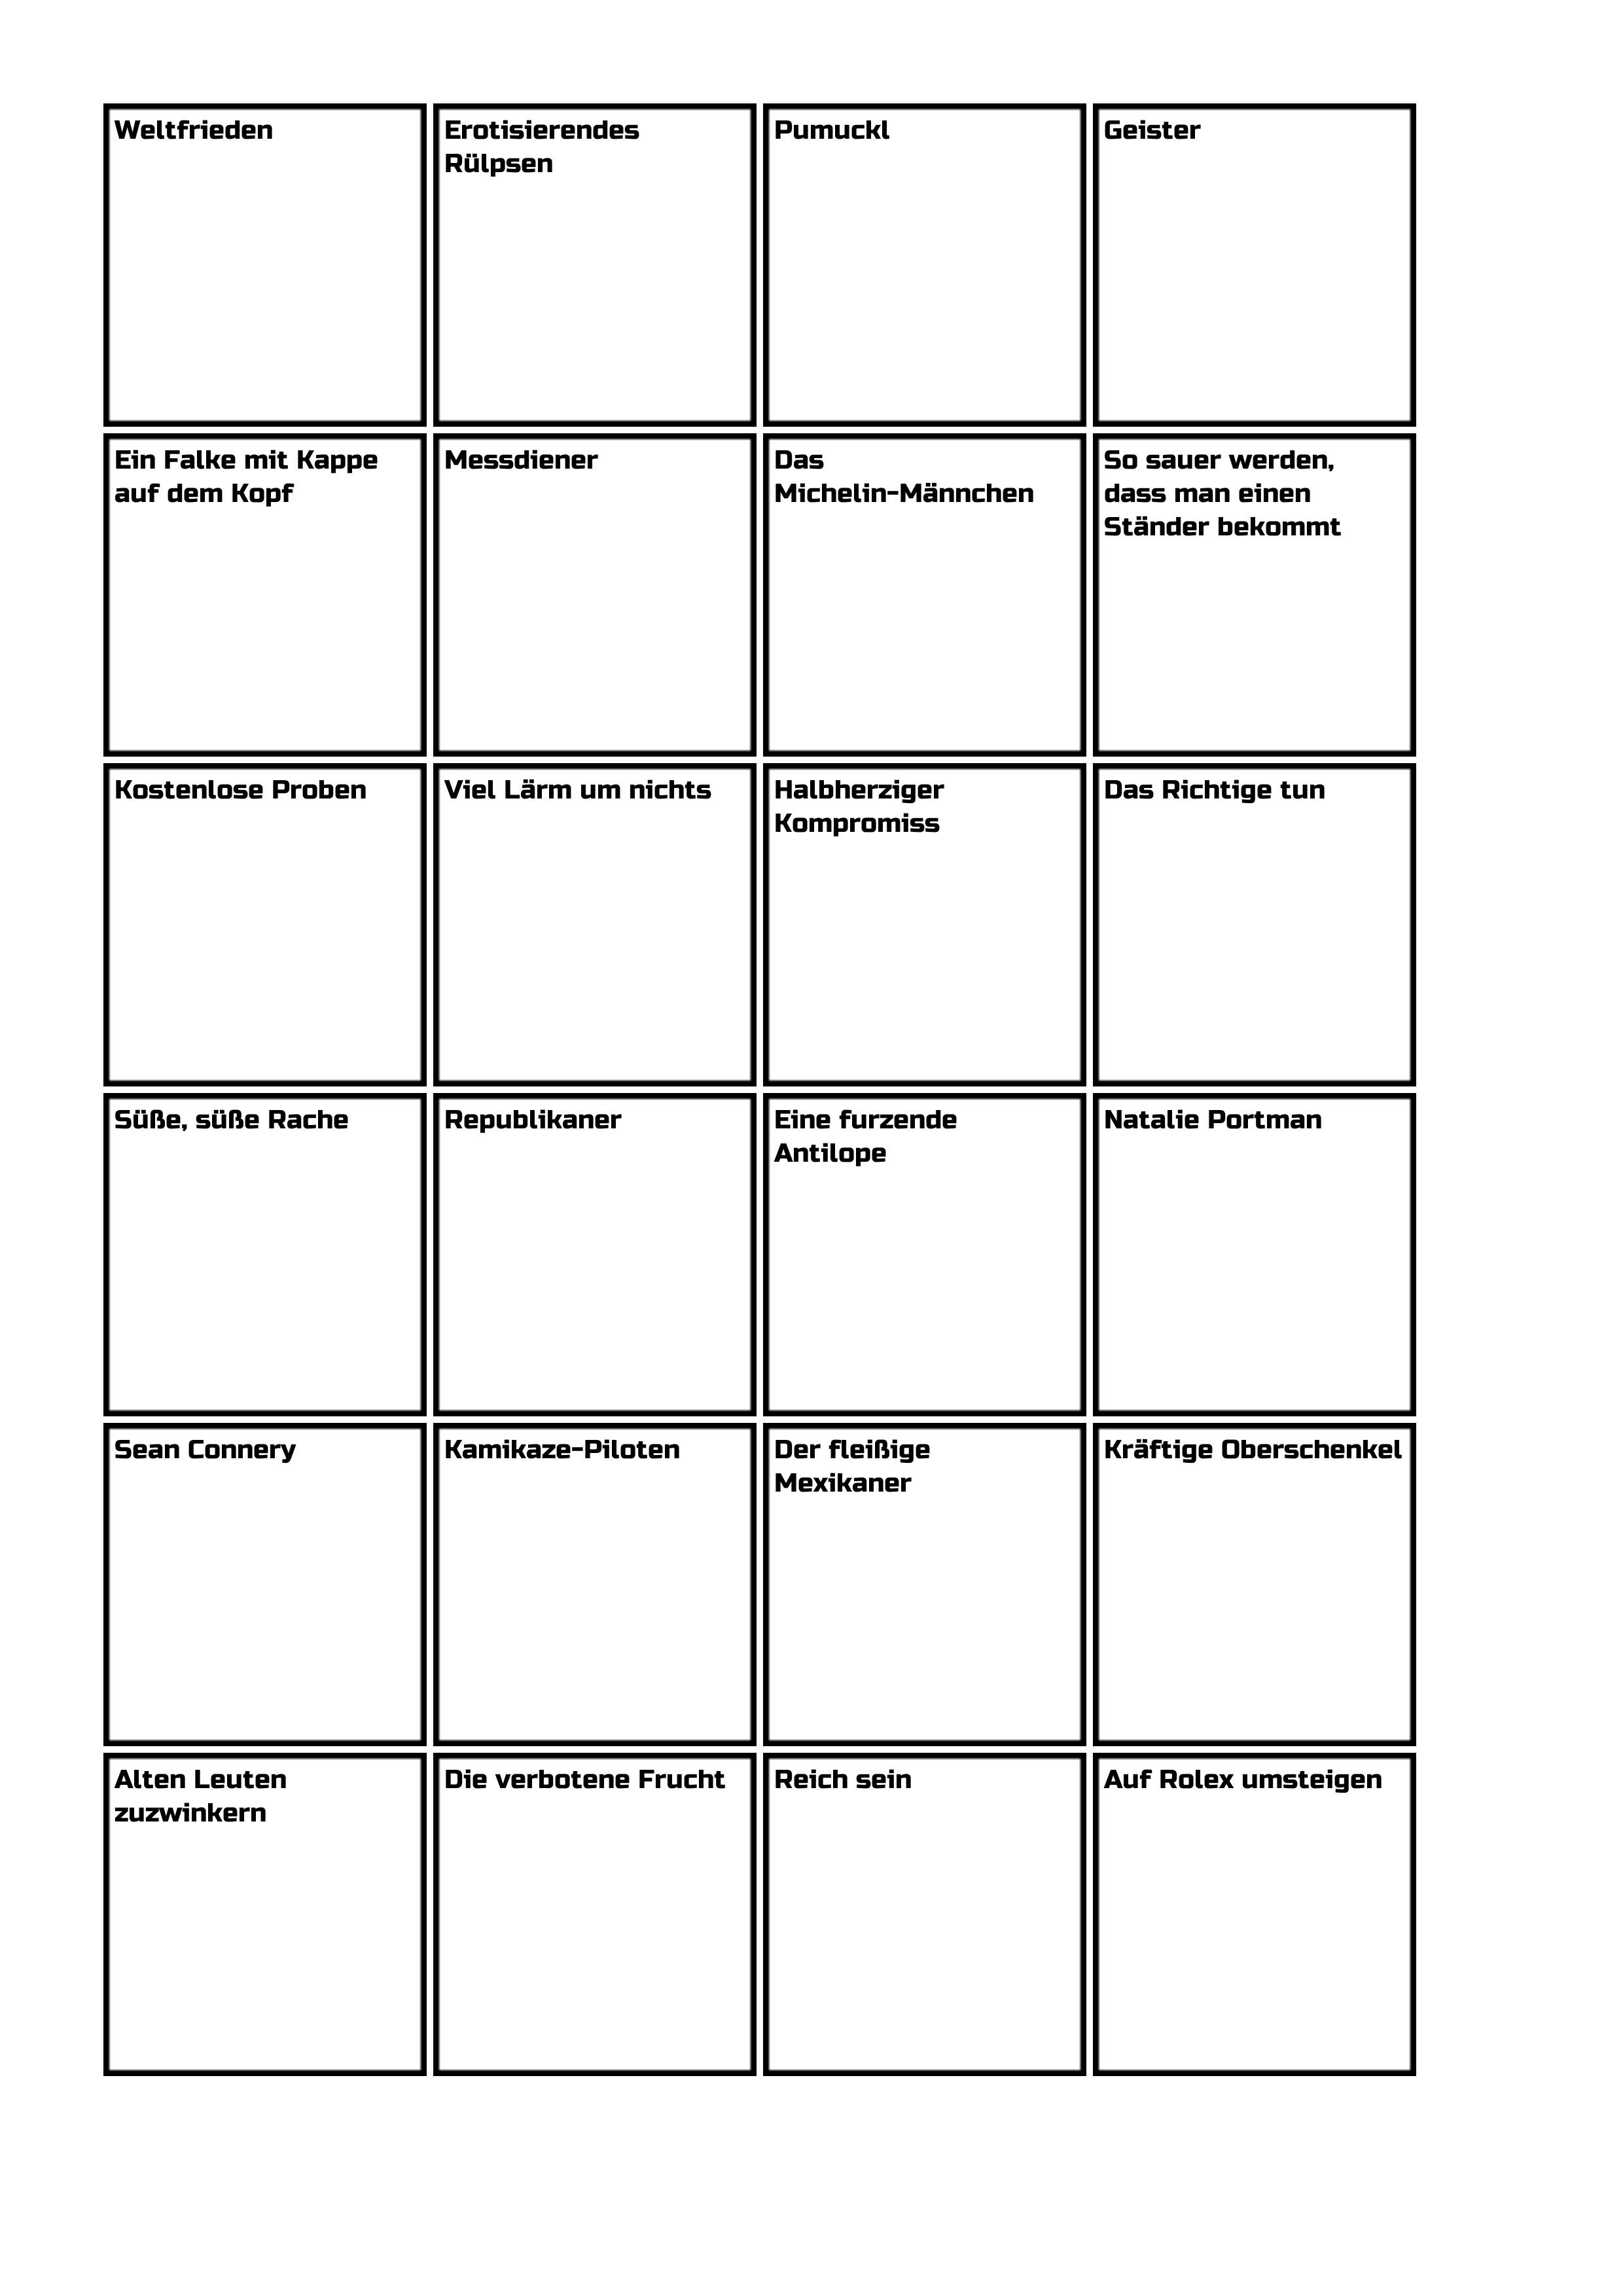 Weltfrieden
Erotisierendes
Rülpsen
Pumuckl
Geister
Ein Falke mit Kappe
auf dem Kopf
Messdiener
Das
Michelin-Männchen
So sauer werden,
dass man einen
Ständer bekommt
Kostenlose Proben
Viel Lärm um nichts
Halbherziger
Kompromiss
Das Richtige tun
Süße, süße Rache
Republikaner
Eine furzende
Antilope
Natalie Portman
Sean Connery
Kamikaze-Piloten
Der fleißige
Mexikaner
Kräftige Oberschenkel
Alten Leuten
zuzwinkern
Die verbotene Frucht
Reich sein
Auf Rolex umsteigen